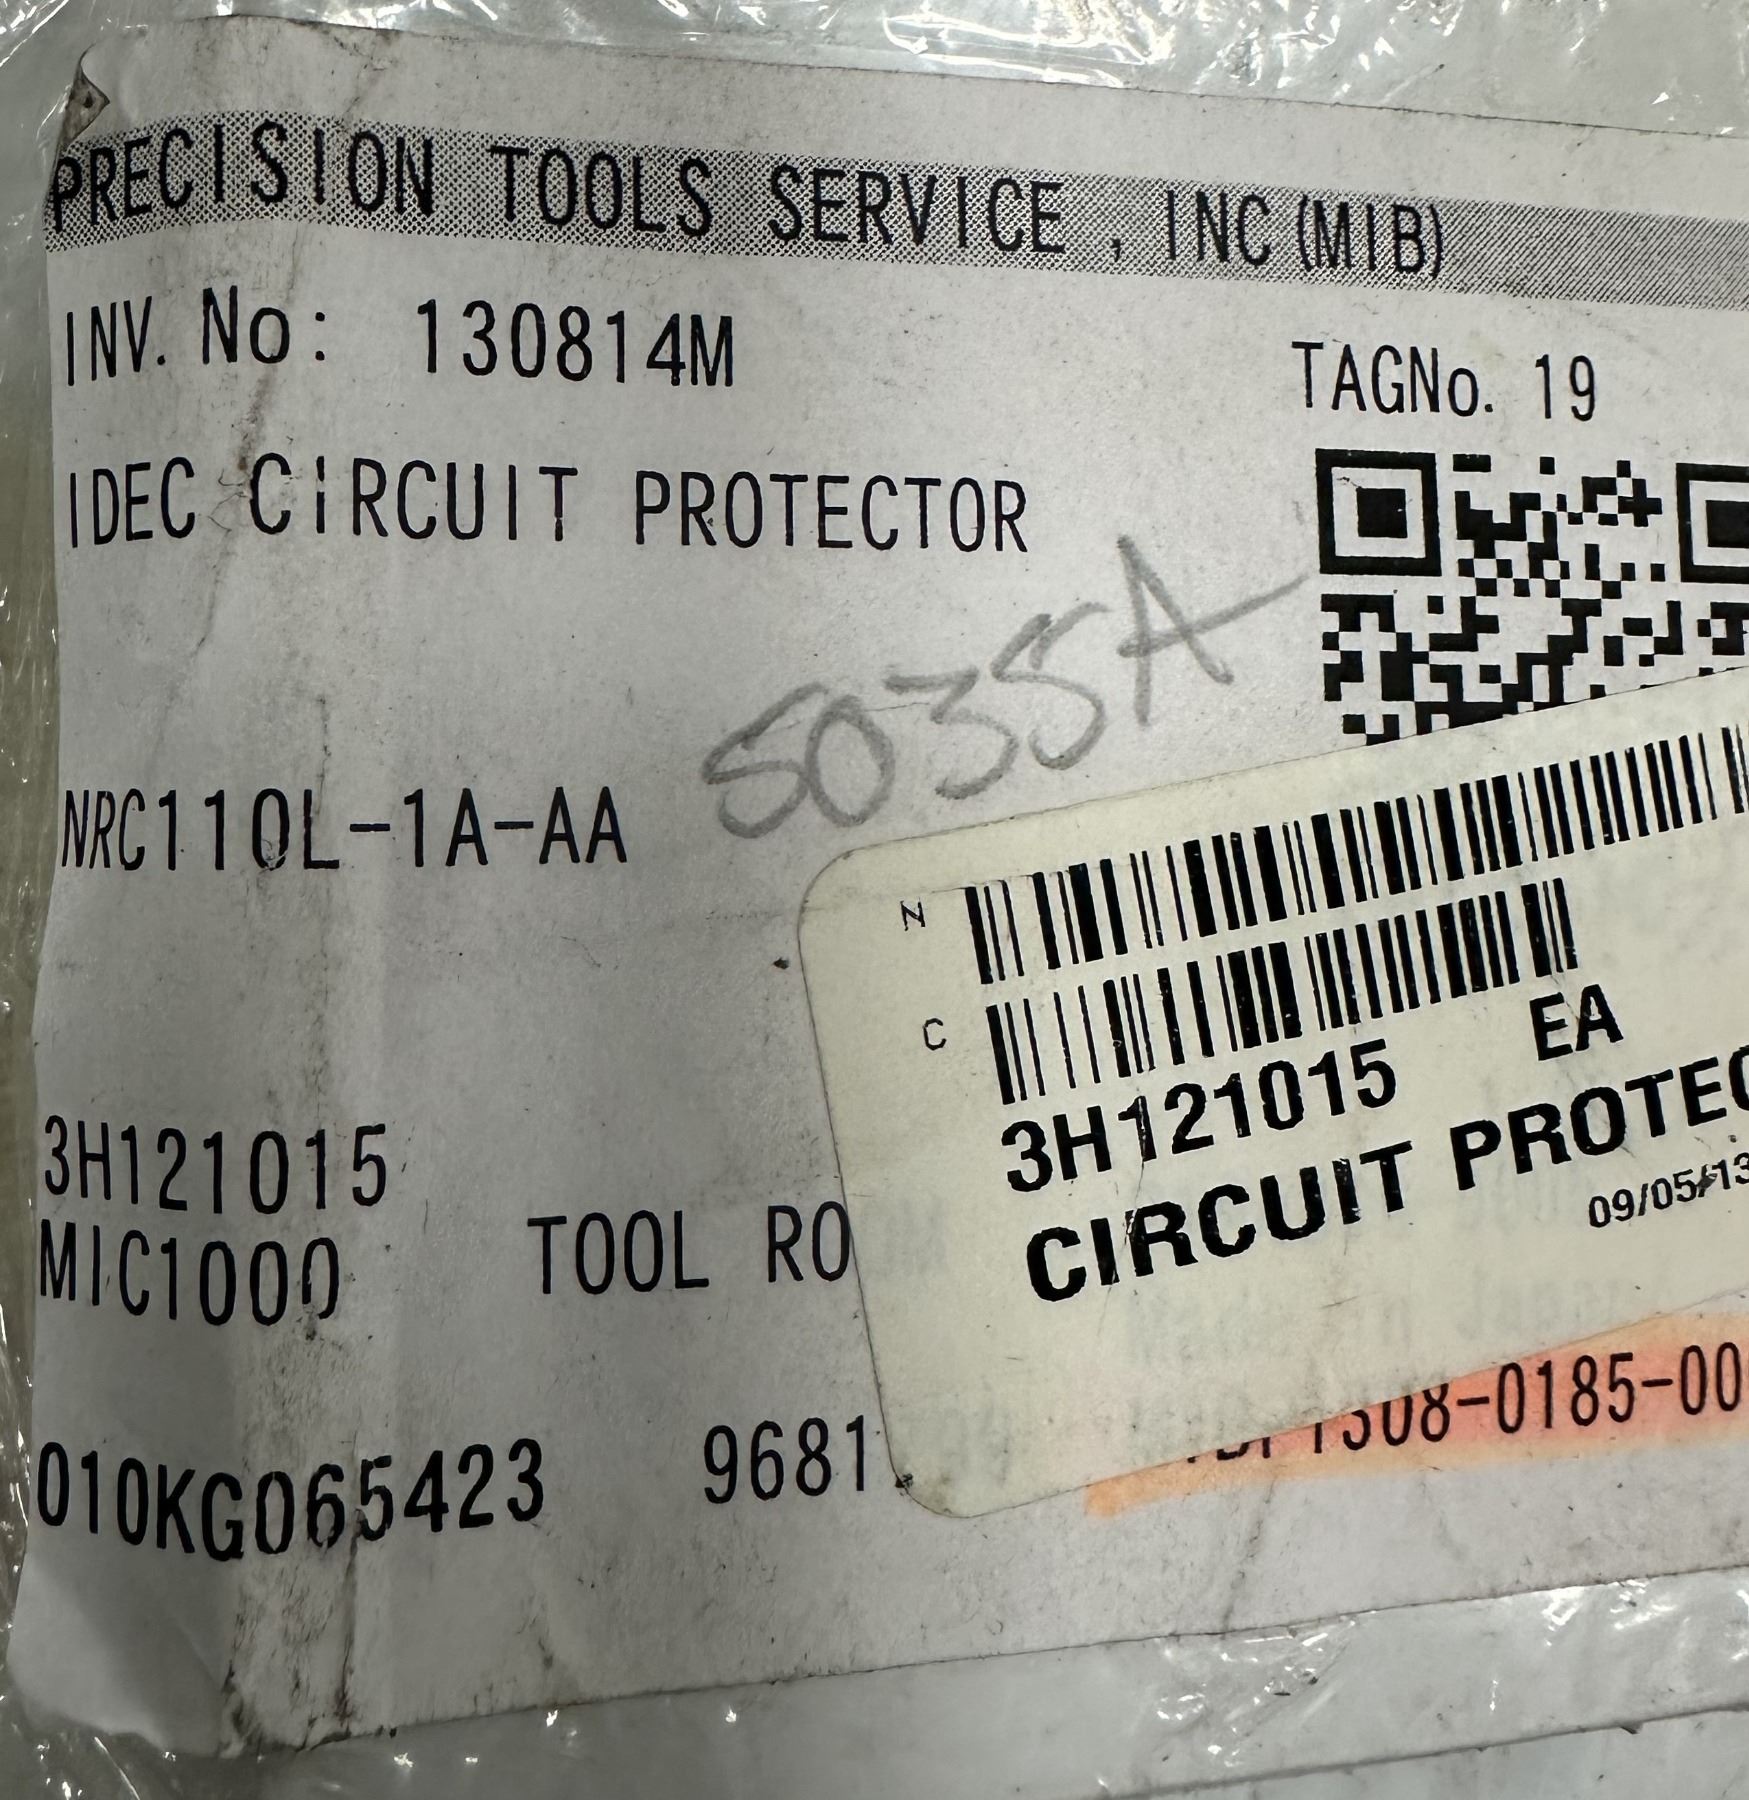 PRECISION TOOLS SERVICE , INC(MIB)
INV. No: 130814M
TAGNo. 19
IDEC CIRCUIT PROTECTOR
5035A
NRC110L-1A-AA
N
C
3H121015 EA
CIRCUIT PROTEC
09/05/13
3H121015
MIC1000 TOOL RO
1308-0185-00
010KG065423 9681